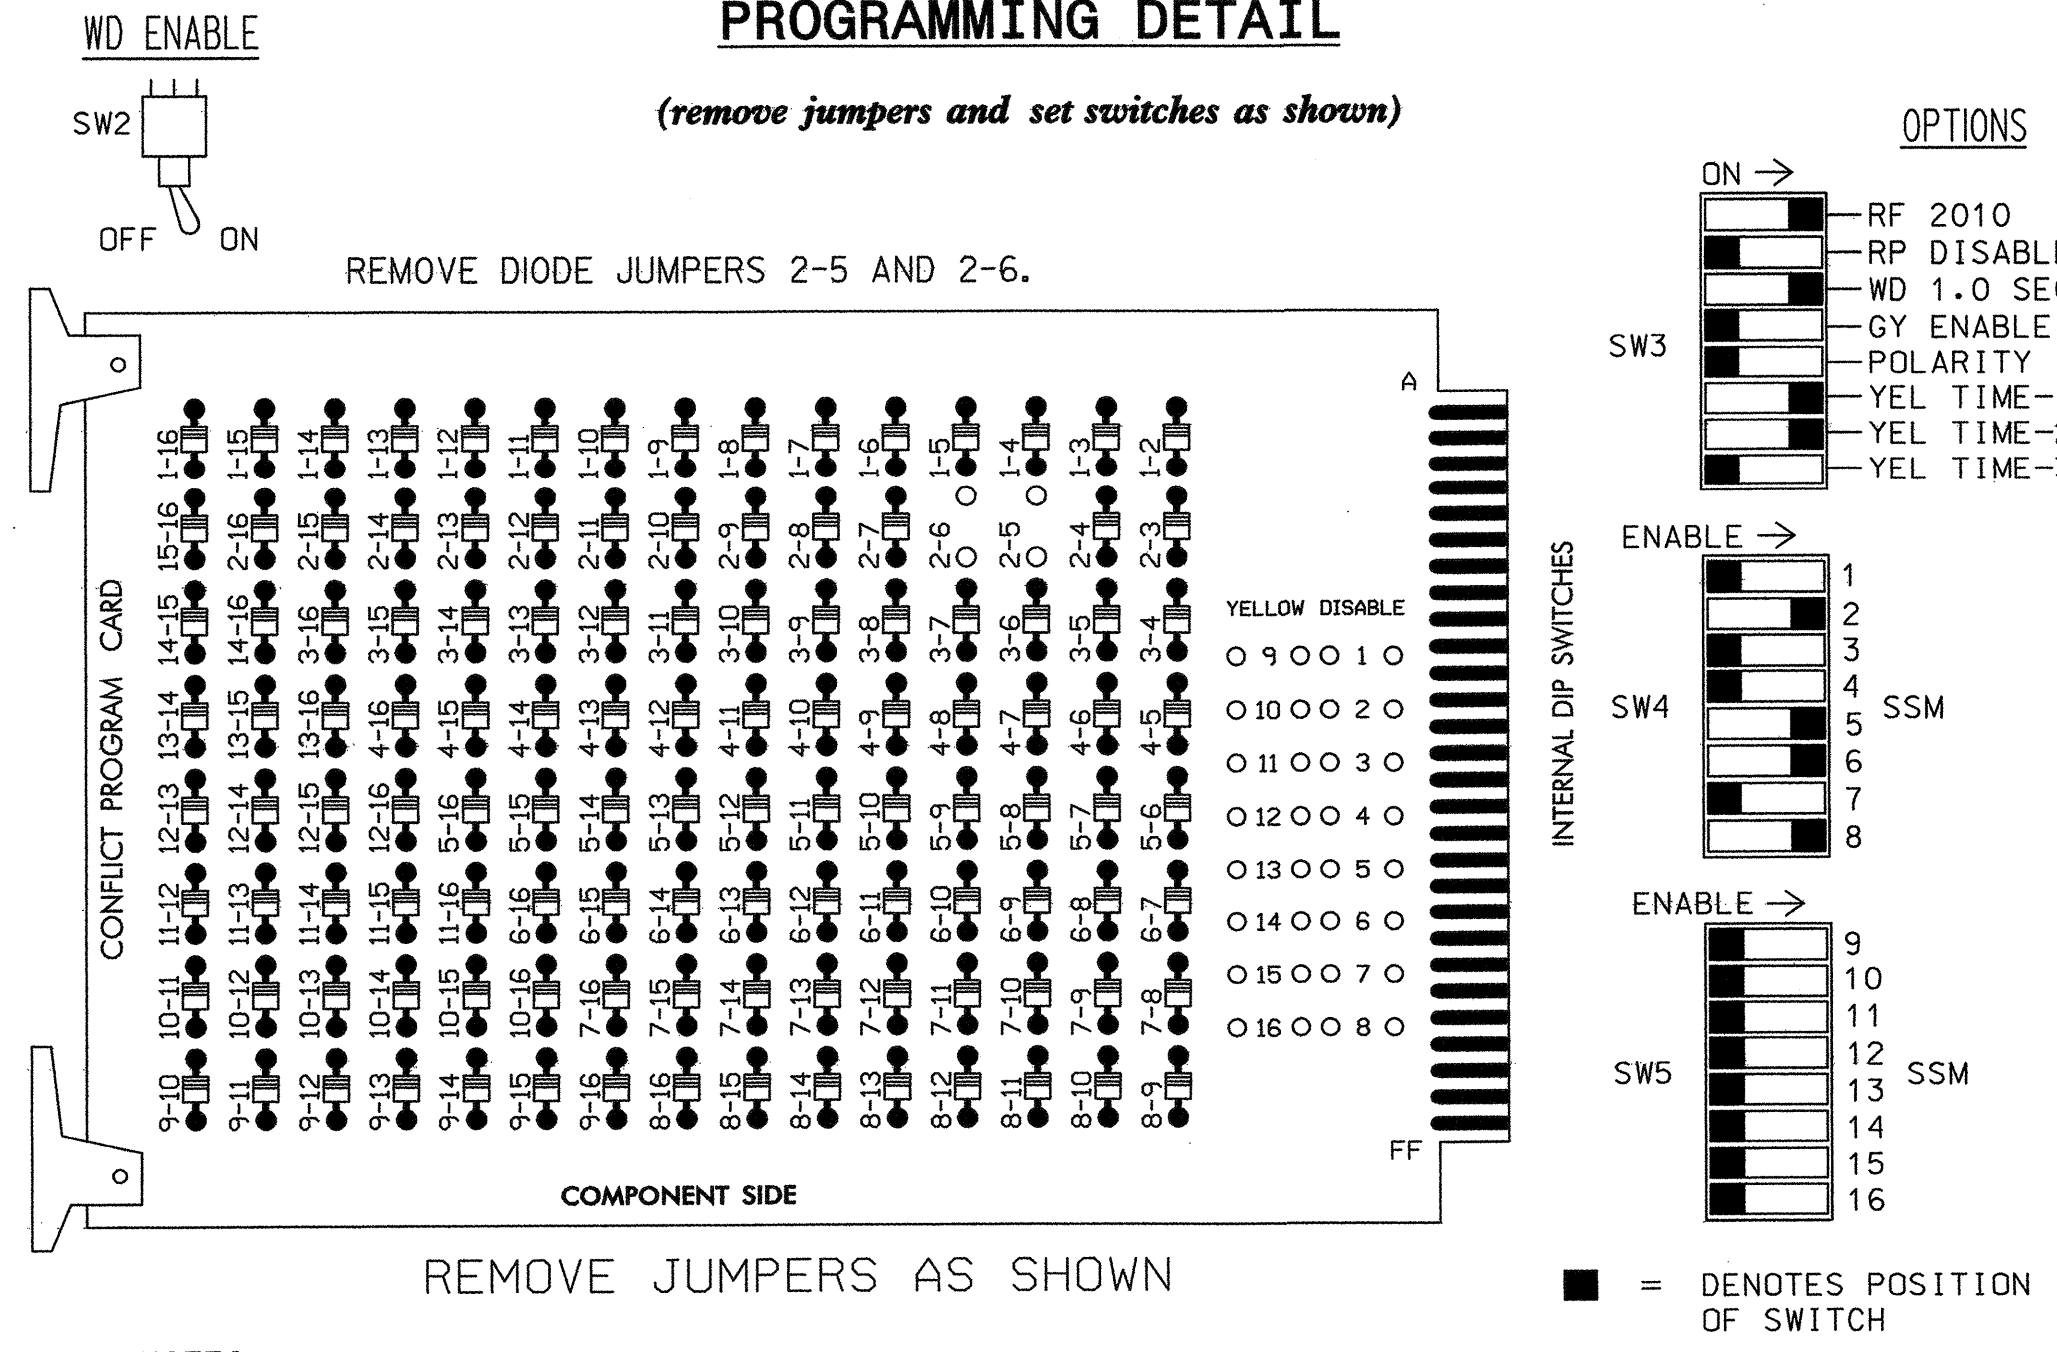 PROGRAMMING DETAIL
(remove jumpers and set switches as shown)
WD ENABLE
SW2
OFF ON
REMOVE DIODE JUMPERS 2-5 AND 2-6.
CONFLICT PROGRAM CARD
A
1-16 1-15 1-14 1-13 1-12 1-11 1-10 1-9 1-8 1-7 1-6 1-5 1-4 1-3 1-2
15-16 2-16 2-15 2-14 2-13 2-12 2-11 2-10 2-9 2-8 2-7 2-6 2-5 2-4 2-3
14-15 14-16 3-16 3-15 3-14 3-13 3-12 3-11 3-10 3-9 3-8 3-7 3-6 3-5 3-4
13-14 13-15 13-16 4-16 4-15 4-14 4-13 4-12 4-11 4-10 4-9 4-8 4-7 4-6 4-5
12-13 12-14 12-15 12-16 5-16 5-15 5-14 5-13 5-12 5-11 5-10 5-9 5-8 5-7 5-6
11-12 11-13 11-14 11-15 11-16 6-16 6-15 6-14 6-13 6-12 6-11 6-10 6-9 6-8 6-7
10-11 10-12 10-13 10-14 10-15 10-16 7-16 7-15 7-14 7-13 7-12 7-11 7-10 7-9 7-8
9-10 9-11 9-12 9-13 9-14 9-15 9-16 8-16 8-15 8-14 8-13 8-12 8-11 8-10 8-9
YELLOW DISABLE
9 1
10 2
11 3
12 4
13 5
14 6
15 7
16 8
FF
COMPONENT SIDE
REMOVE JUMPERS AS SHOWN
INTERNAL DIP SWITCHES
OPTIONS
ON →
SW3
RF 2010
RP DISABLE
WD 1.0
GY ENABLE
POLARITY
YEL TIME-
YEL TIME-
YEL TIME-
ENABLE →
SW4
1
2
3
4
5
6
7
8
SSM
ENABLE →
SW5
9
10
11
12
13
14
15
16
SSM
= DENOTES POSITION
OF SWITCH